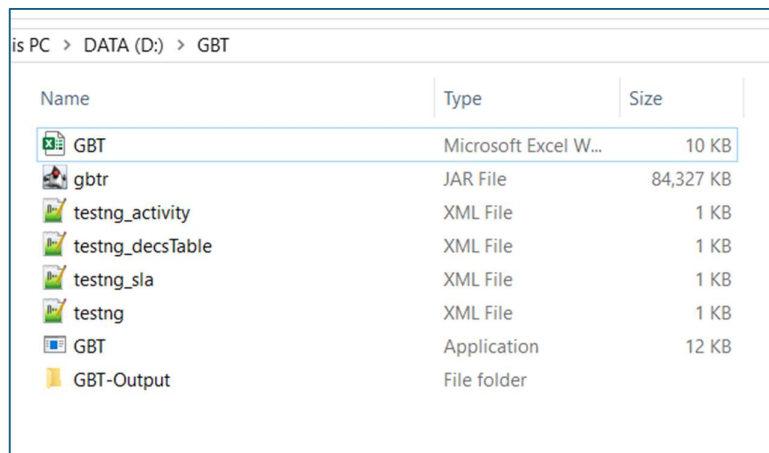 is PC > DATA (D:) > GBT
Name Type Size
GBT Microsoft Excel W... 10 KB
gbtr JAR File 84,327 KB
testng_activity XML File 1 KB
testng_decsTable XML File 1 KB
testng_sla XML File 1 KB
testng XML File 1 KB
GBT Application 12 KB
GBT-Output File folder